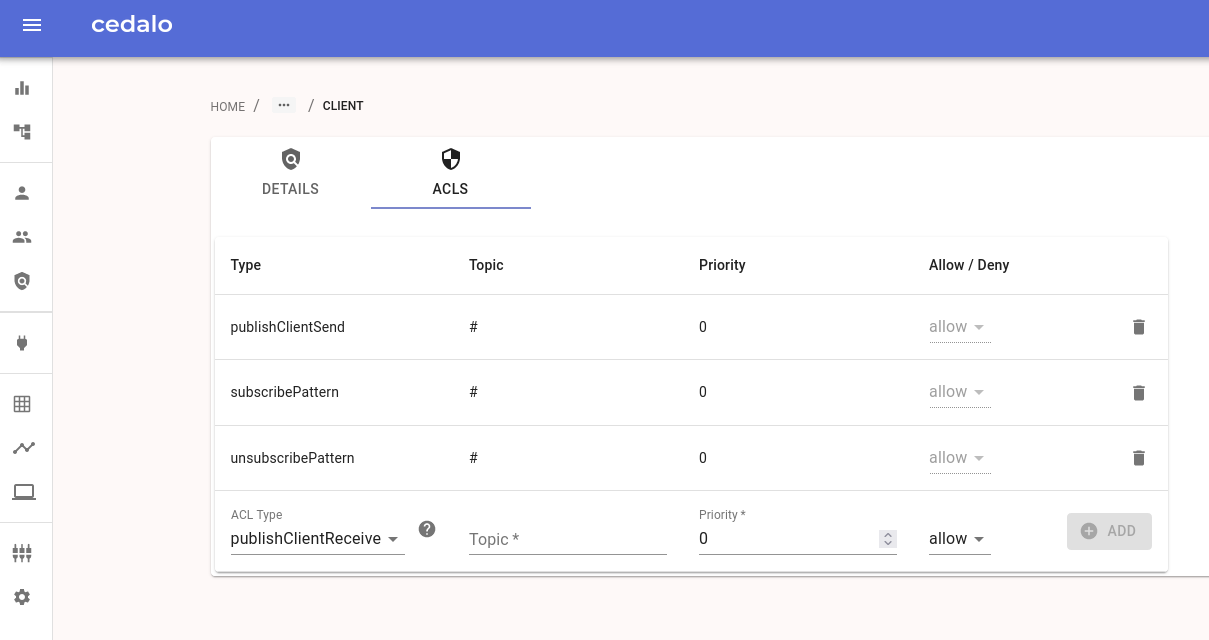 cedalo
HOME / ... / CLIENT
DETAILS ACLS
Type Topic Priority Allow / Deny
publishClientSend # 0 allow
subscribePattern # 0 allow
unsubscribePattern # 0 allow
ACL Type Priority *
publishClientReceive ? Topic * 0 allow ADD